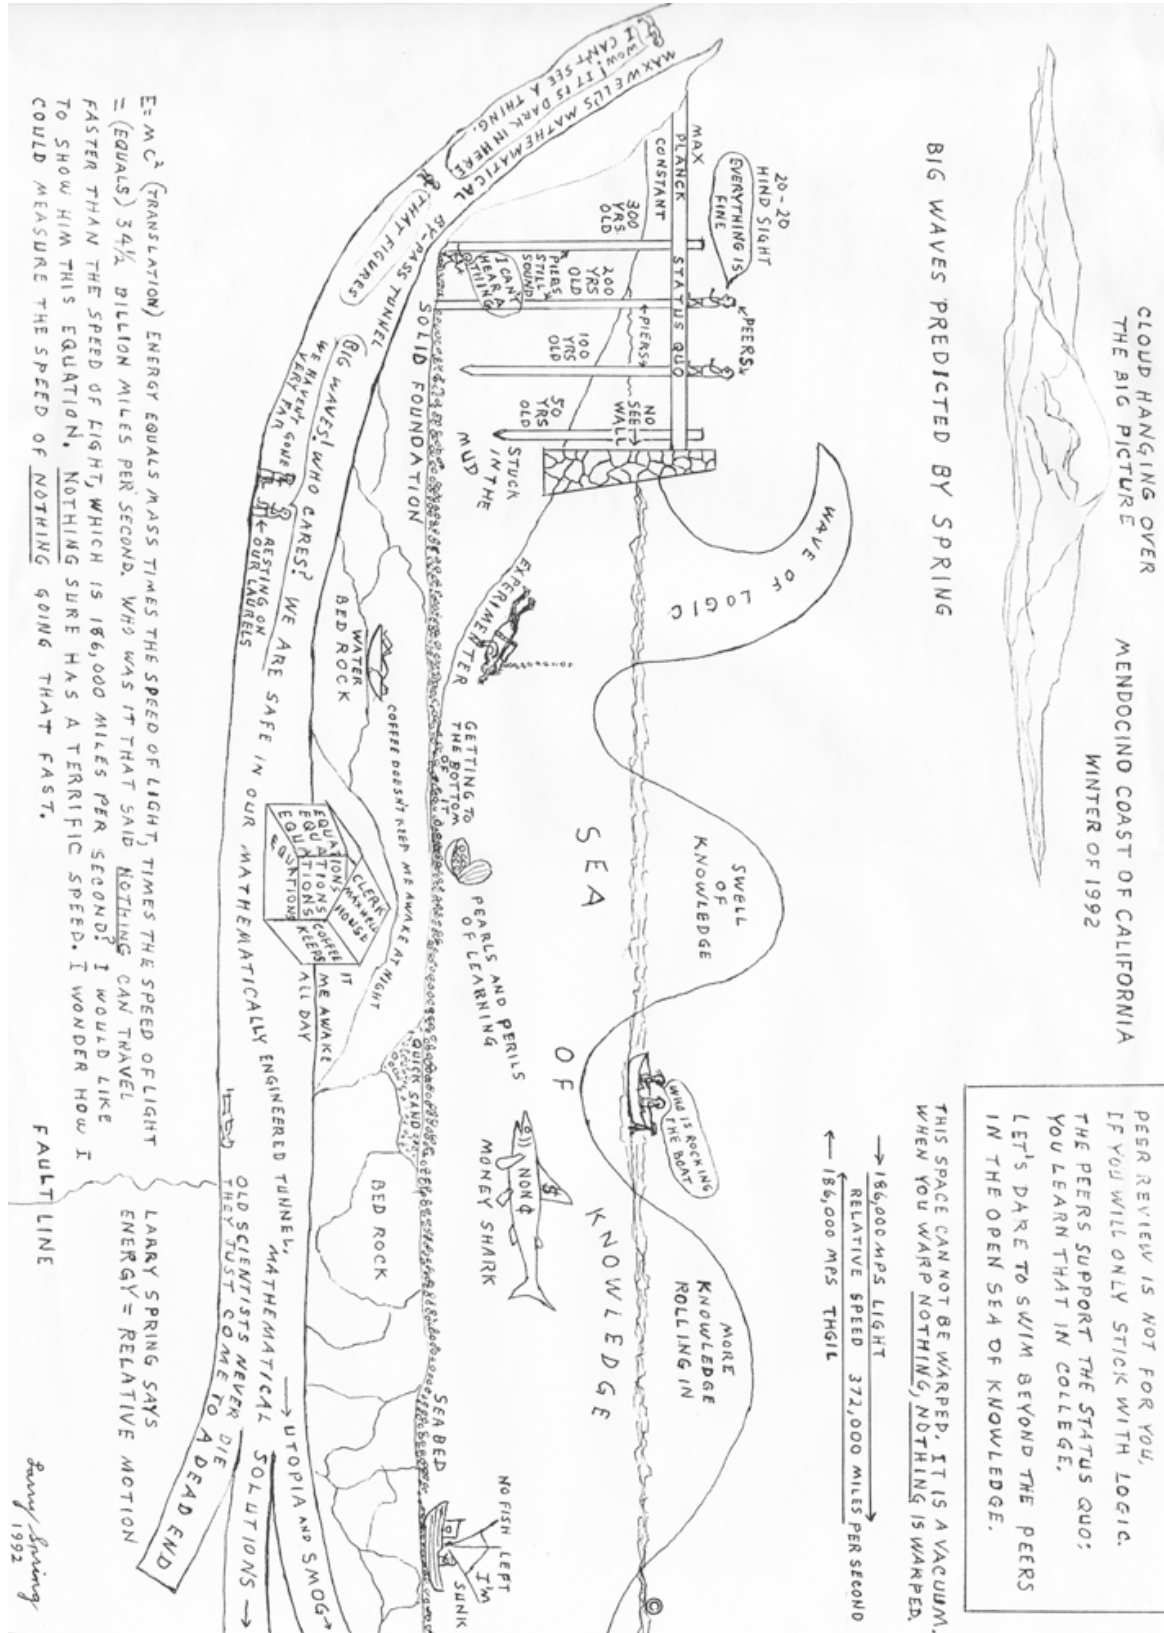 CLOUD HANGING OVER
THE BIG PICTURE
MENDOCINO COAST OF CALIFORNIA
WINTER OF 1992
BIG WAVES PREDICTED BY SPRING
PEER REVIEW IS NOT FOR YOU,
IF YOU WILL ONLY STICK WITH LOGIC.
THE PEERS SUPPORT THE STATUS QUO:
YOU LEARN THAT IN COLLEGE.
LET'S DARE TO SWIM BEYOND THE PEERS
IN THE OPEN SEA OF KNOWLEDGE.
THIS SPACE CAN NOT BE WARPED. IT IS A VACUUM.
WHEN YOU WARP NOTHING, NOTHING IS WARPED.
→186,000 MPS LIGHT
RELATIVE SPEED 372,000 MILES PER SECOND
←186,000 MPS THGIL
20-20
HIND SIGHT
EVERYTHING IS
FINE
PEERS
MAX
PLANCK
CONSTANT
STATUS QUO
300
YRS.
OLD
200
YRS
OLD
100
YRS
OLD
50
YRS
OLD
PIERS
PIERS
STILL
SOUND
I CAN'T
HEAR A
THING
NO
SEE
WALL
STUCK
IN THE
MUD
WAVE OF LOGIC
SWELL
OF
KNOWLEDGE
WHO IS ROCKING
THE BOAT
MORE
KNOWLEDGE
ROLLING IN
©
SEA OF KNOWLEDGE
EXPERIMENTER
GETTING TO
THE BOTTOM
OF IT
PEARLS AND PERILS
OF LEARNING
$
NON¢
MONEY SHARK
NO FISH LEFT
I'M
SUNK
SOLID FOUNDATION
QUICK SAND
SEABED
WATER
BED ROCK
BED ROCK
COFFEE DOESN'T KEEP ME AWAKE AT NIGHT
CLERK
MAXWELL
HOUSE
COFFEE
KEEPS
EQUATIONS
EQUATIONS
EQUATIONS
EQUATIONS
IT
ME AWAKE
ALL DAY
WOW! IT IS DARK IN HERE.
I CAN'T SEE A THING.
MAXWELL'S MATHEMATICAL BY-PASS TUNNEL
THAT FIGURES
BIG WAVES! WHO CARES? WE ARE SAFE IN OUR MATHEMATICALLY ENGINEERED TUNNEL.
WE HAVEN'T GONE
VERY FAR
RESTING ON
OUR LAURELS
→ UTOPIA AND SMOG →
MATHEMATICAL SOLUTIONS →
OLD SCIENTISTS NEVER DIE
THEY JUST COME TO A DEAD END
E=MC² (TRANSLATION) ENERGY EQUALS MASS TIMES THE SPEED OF LIGHT, TIMES THE SPEED OF LIGHT
= (EQUALS) 34½ BILLION MILES PER SECOND. WHO WAS IT THAT SAID NOTHING CAN TRAVEL
FASTER THAN THE SPEED OF LIGHT, WHICH IS 186,000 MILES PER SECOND? I WOULD LIKE
TO SHOW HIM THIS EQUATION. NOTHING SURE HAS A TERRIFIC SPEED. I WONDER HOW I
COULD MEASURE THE SPEED OF NOTHING GOING THAT FAST.
FAULT LINE
LARRY SPRING SAYS
ENERGY = RELATIVE MOTION
Larry Spring
1992